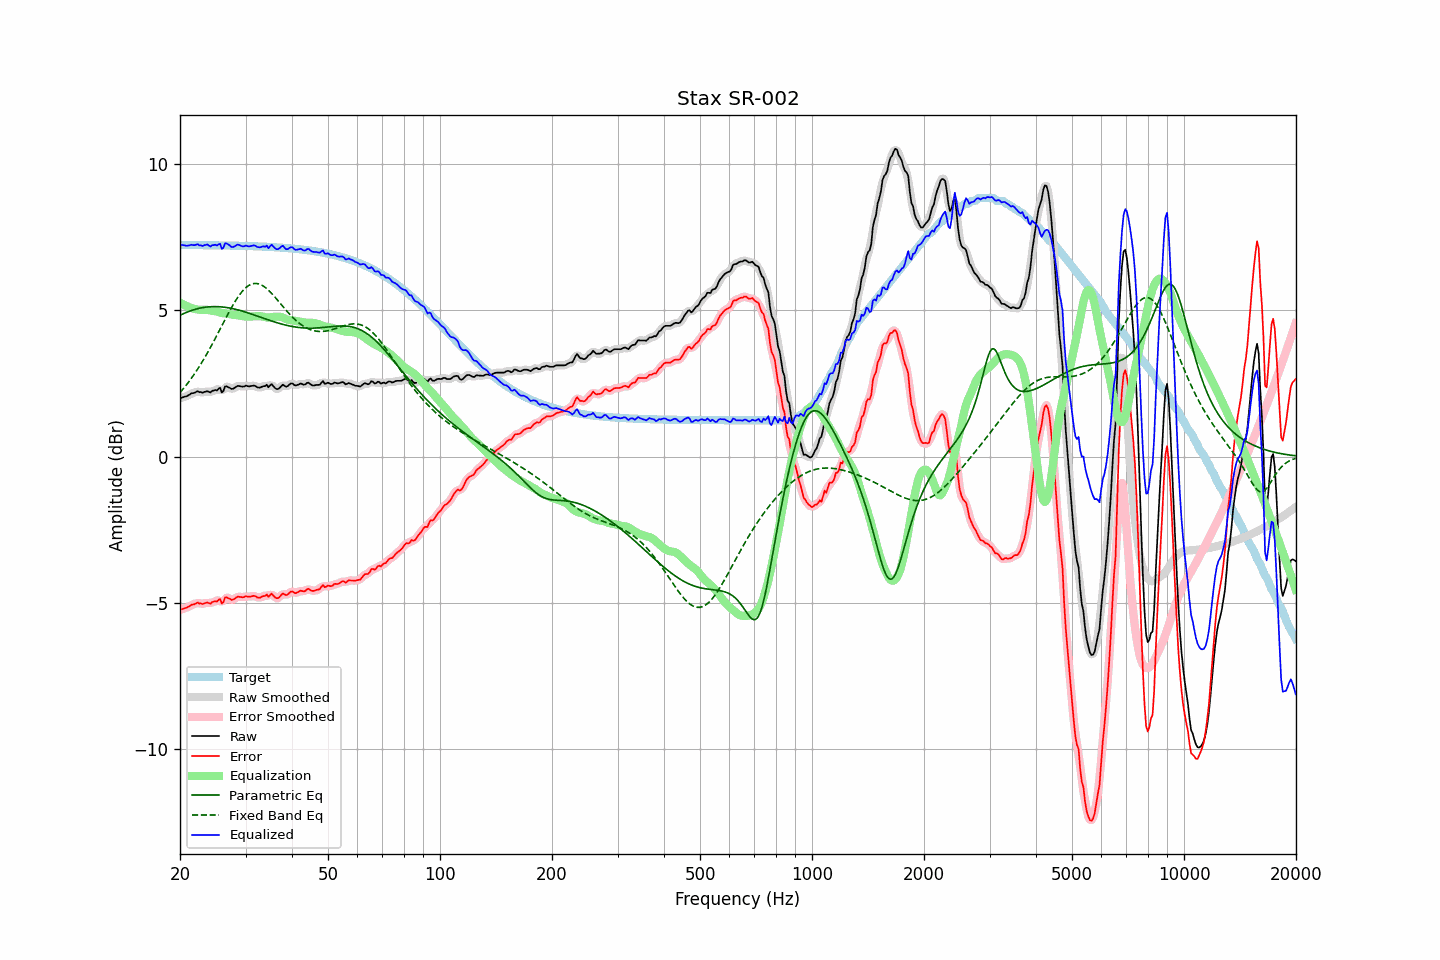 Stax SR-002
Amplitude (dBr)
10
5
0
−5
−10
Target
Raw Smoothed
Error Smoothed
Raw
Error
Equalization
Parametric Eq
Fixed Band Eq
Equalized
20 50 100 200 500 1000 2000 5000 10000 20000
Frequency (Hz)